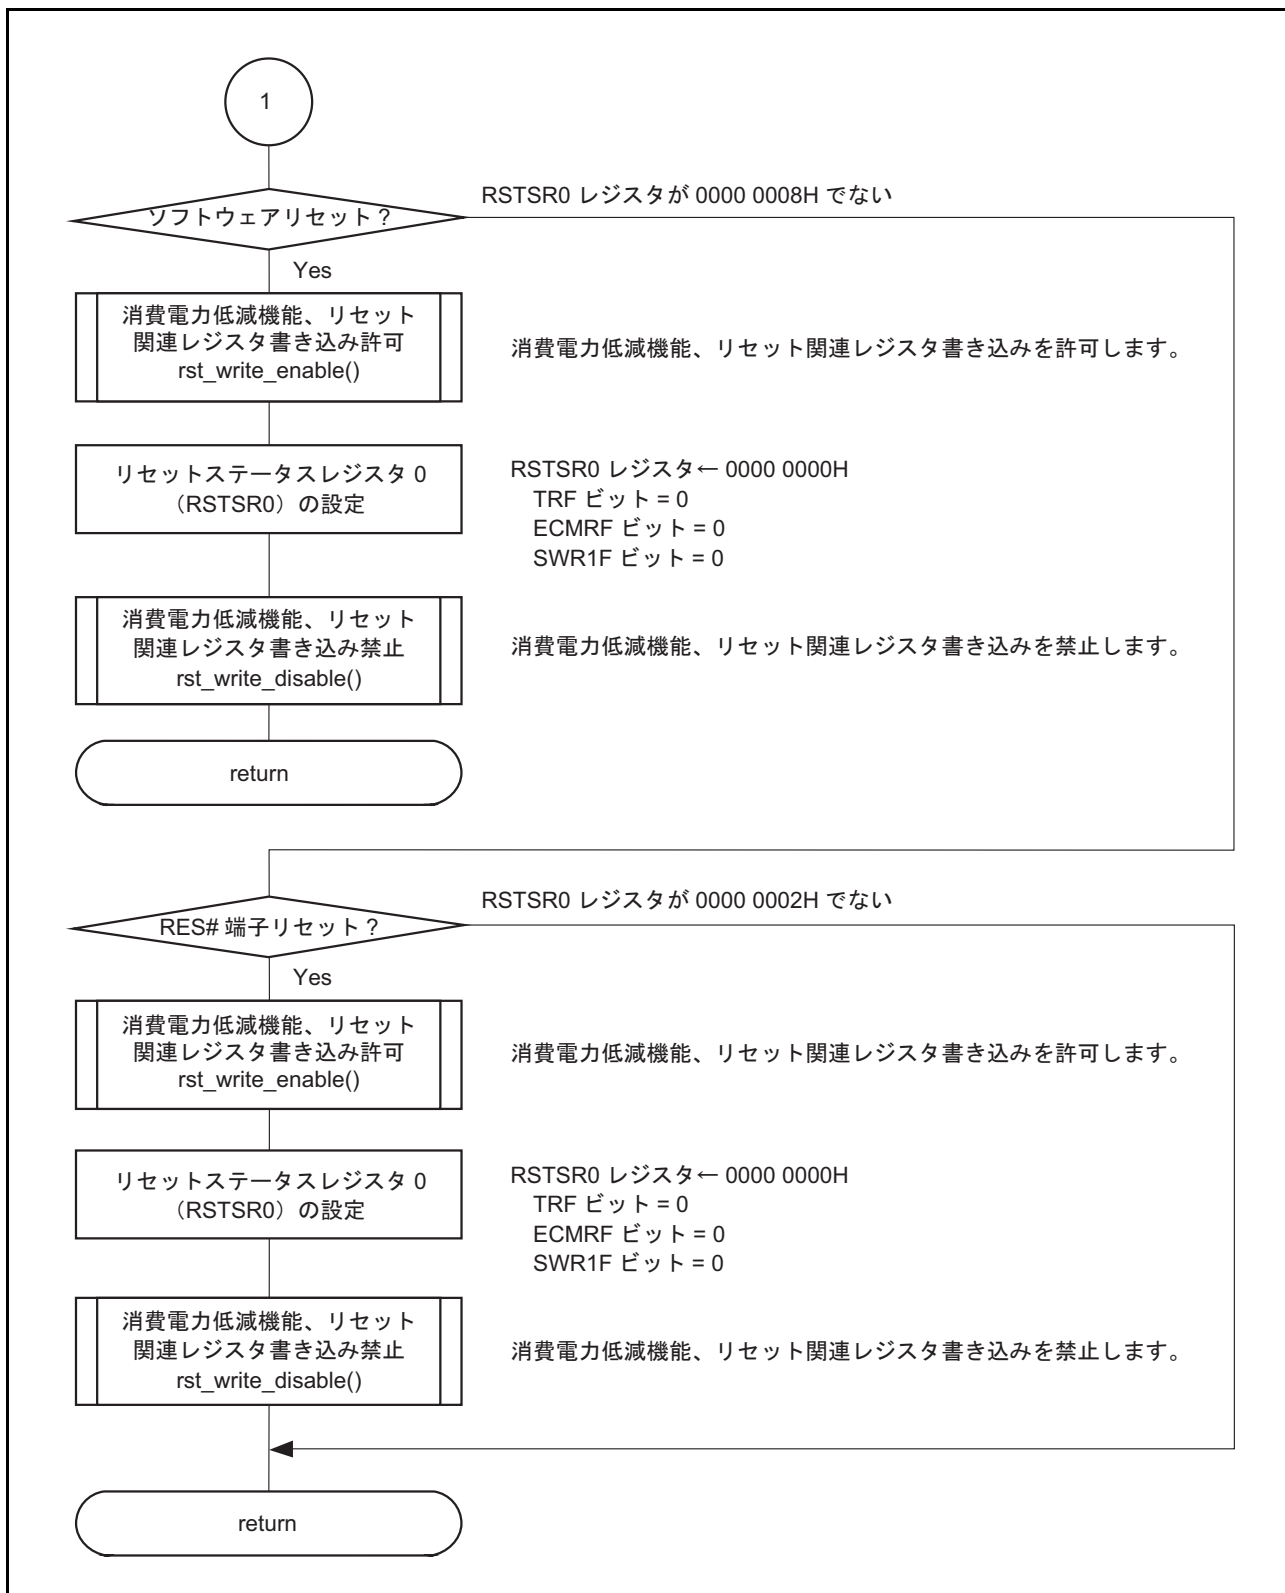 1
RSTSR0 レジスタが 0000 0008H でない
ソフトウェアリセット？
Yes
消費電力低減機能、リセット
関連レジスタ書き込み許可
rst_write_enable()
消費電力低減機能、リセット関連レジスタ書き込みを許可します。
リセットステータスレジスタ 0
（RSTSR0）の設定
RSTSR0 レジスタ← 0000 0000H
TRF ビット = 0
ECMRF ビット = 0
SWR1F ビット = 0
消費電力低減機能、リセット
関連レジスタ書き込み禁止
rst_write_disable()
消費電力低減機能、リセット関連レジスタ書き込みを禁止します。
return
RSTSR0 レジスタが 0000 0002H でない
RES# 端子リセット？
Yes
消費電力低減機能、リセット
関連レジスタ書き込み許可
rst_write_enable()
消費電力低減機能、リセット関連レジスタ書き込みを許可します。
リセットステータスレジスタ 0
（RSTSR0）の設定
RSTSR0 レジスタ← 0000 0000H
TRF ビット = 0
ECMRF ビット = 0
SWR1F ビット = 0
消費電力低減機能、リセット
関連レジスタ書き込み禁止
rst_write_disable()
消費電力低減機能、リセット関連レジスタ書き込みを禁止します。
return